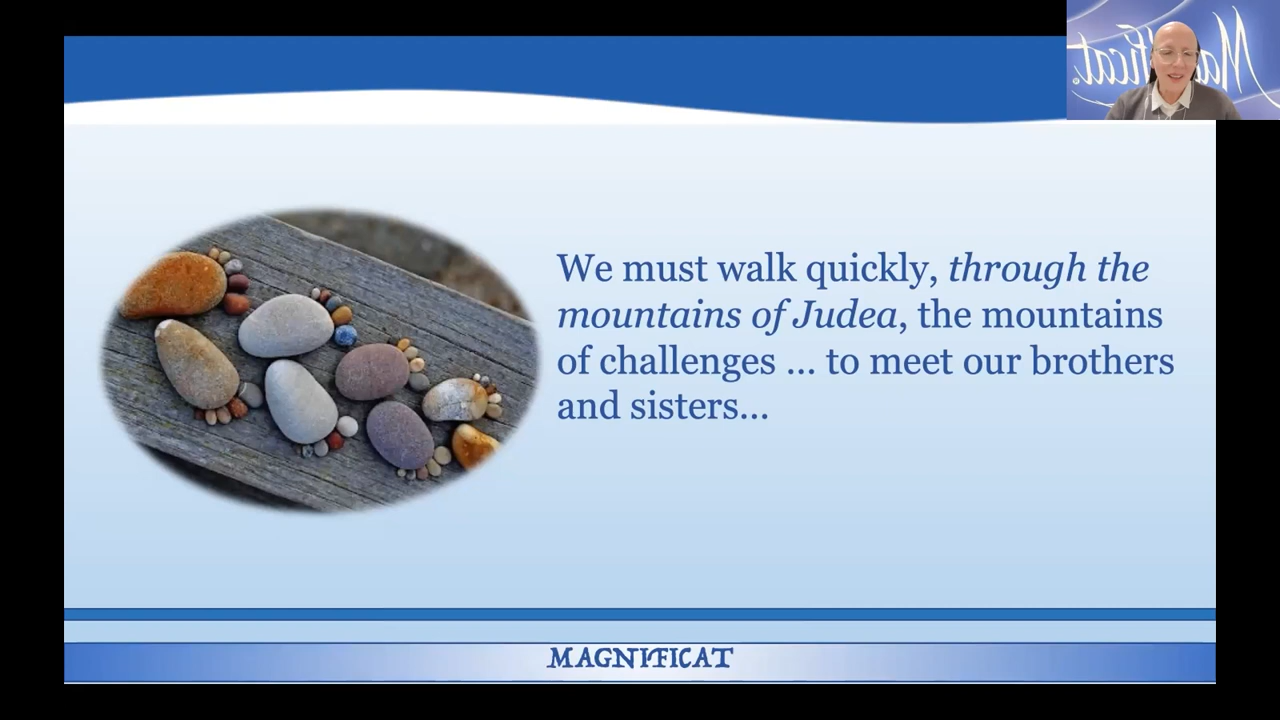 Magnificat
We must walk quickly, through the
mountains of Judea, the mountains
of challenges ... to meet our brothers
and sisters...
MAGNIFICAT